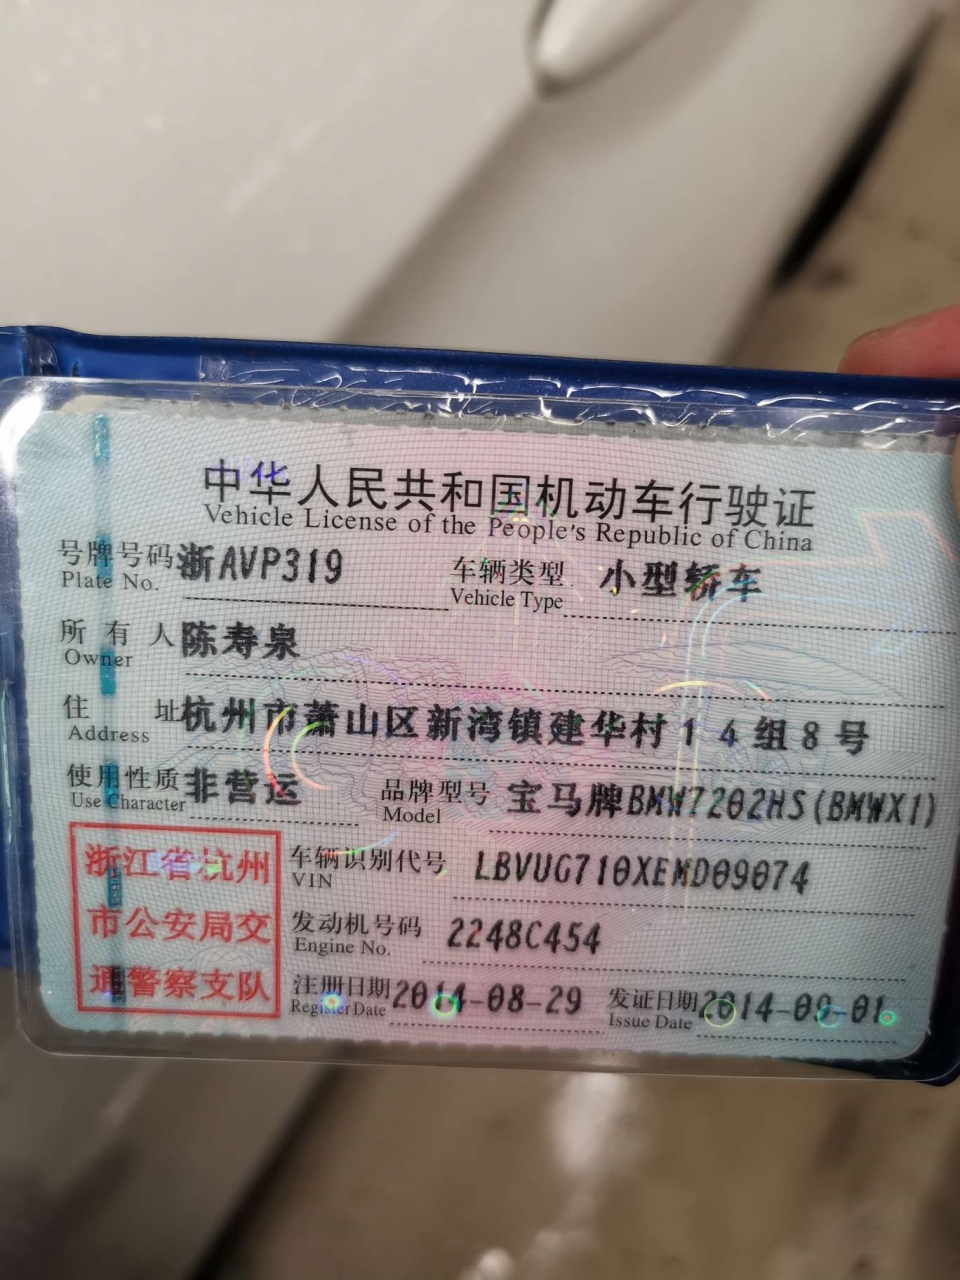 中华人民共和国机动车行驶证
Vehicle License of the People's Republic of China
号牌号码 浙AVP319 车辆类型 小型轿车
Plate No. Vehicle Type
所有人 陈寿泉
Owner
住址 杭州市萧山区新湾镇建华村14组8号
Address
使用性质 非营运 品牌型号 宝马牌BMW7202HS(BMWX1)
Use Character Model
浙江省杭州
市公安局交
通警察支队
车辆识别代号 LBVUG710XEMD09074
VIN
发动机号码 2248C454
Engine No.
注册日期 2014-08-29 发证日期 2014-09-01
Register Date Issue Date